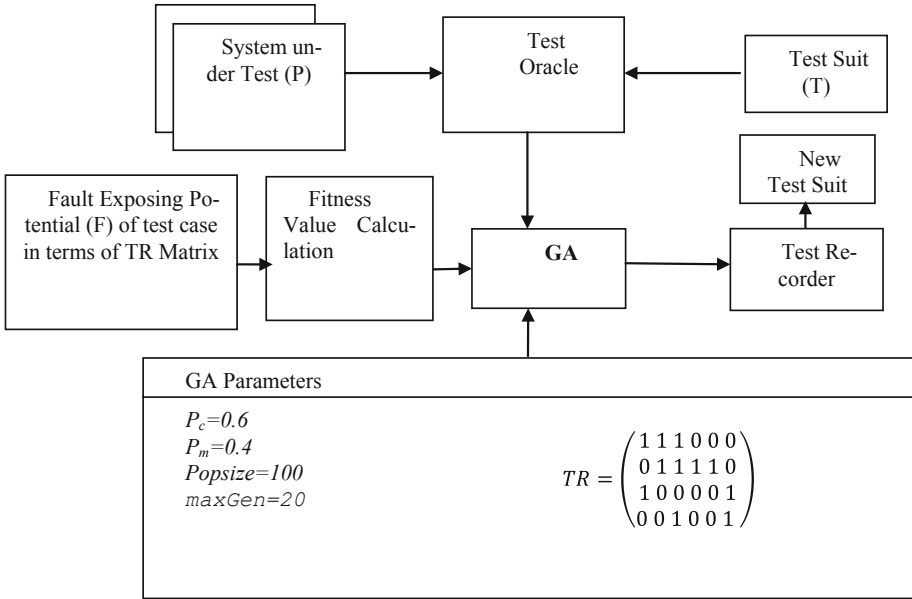 System un-
der Test (P)
Test
Oracle
Test Suit
(T)
New
Test Suit
Fault Exposing Po-
tential (F) of test case
in terms of TR Matrix
Fitness
Value Calcu-
lation
GA
Test Re-
corder
GA Parameters
P_c=0.6
P_m=0.4
Popsize=100
maxGen=20
TR =
1 1 1 0 0 0
0 1 1 1 1 0
1 0 0 0 0 1
0 0 1 0 0 1